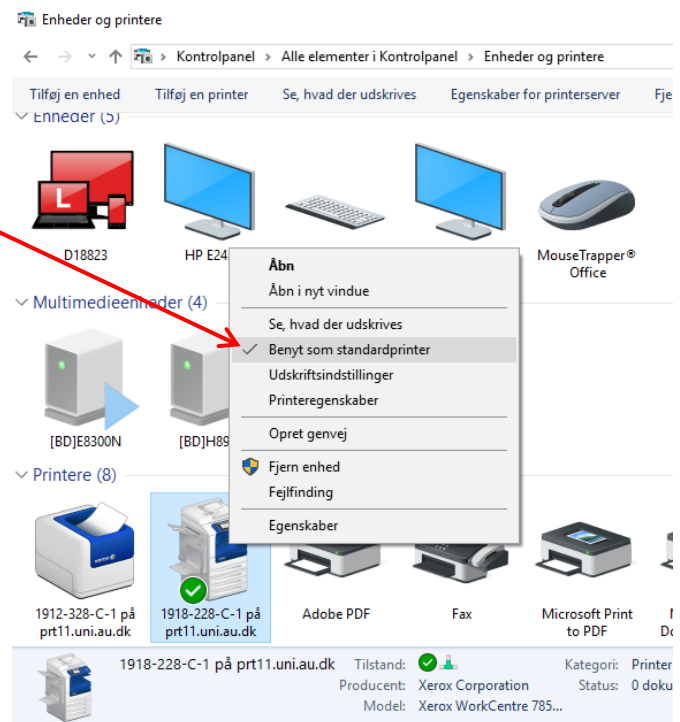 Enheder og printere
Kontrolpanel > Alle elementer i Kontrolpanel > Enheder og printere
Tilføj en enhed Tilføj en printer Se, hvad der udskrives Egenskaber for printerserver
Enheder (5)
L
D18823
HP E24
MouseTrapper®
Office
Åbn
Åbn i nyt vindue
Se, hvad der udskrives
Benyt som standardprinter
Udskriftsindstillinger
Printeregenskaber
Opret genvej
Fjern enhed
Fejlfinding
Egenskaber
Multimedieenheder (4)
[BD]E8300N
[BD]H89
Printere (8)
1912-328-C-1 på
prt11.uni.au.dk
1918-228-C-1 på
prt11.uni.au.dk
Adobe PDF
Fax
Microsoft Print
to PDF
1918-228-C-1 på prt11.uni.au.dk Tilstand: Kategori: Printer
Producent: Xerox Corporation Status: 0 doku
Model: Xerox WorkCentre 785...